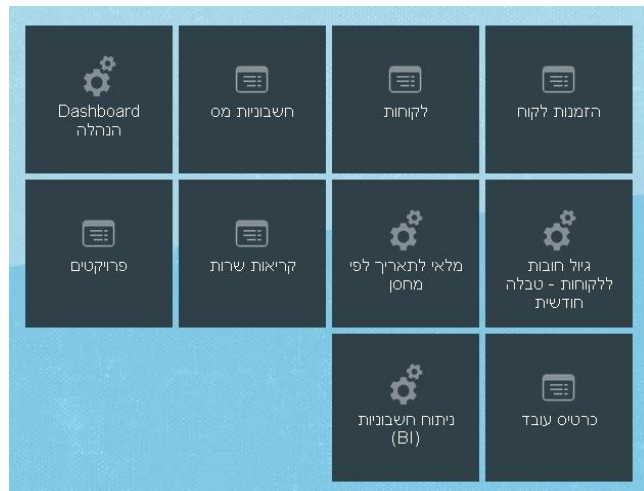 הזמנות לקוח
לקוחות
חשבוניות מס
Dashboard
הנהלה
גיול חובות
ללקוחות - טבלה
חודשית
מלאי לתאריך לפי
מחסן
קריאות שרות
פרויקטים
כרטיס עובד
ניתוח חשבוניות
(BI)